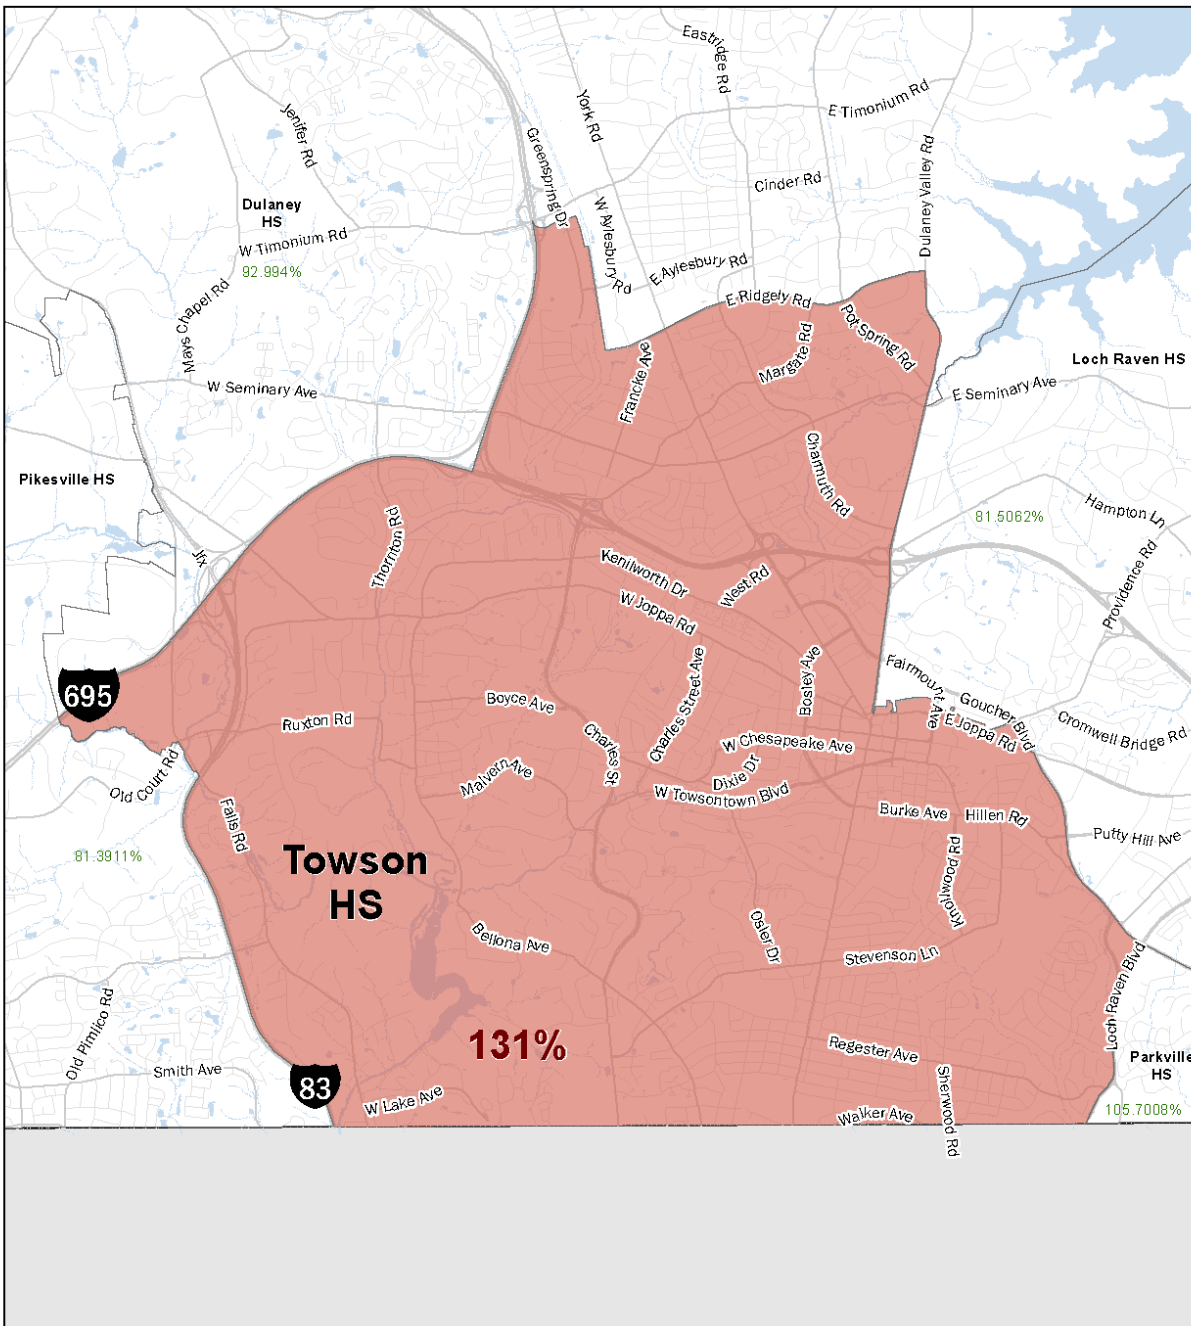 Eastridge Rd
York Rd
E Timonium Rd
Jenifer Rd
Greenspring Dr
Dulaney Valley Rd
Cinder Rd
Dulaney
HS
W Timonium Rd
W Aylesbury Rd
92.994%
E Aylesbury Rd
Mays Chapel Rd
E Ridgely Rd
Pot Spring Rd
Margate Rd
Loch Raven HS
Francke Ave
W Seminary Ave
E Seminary Ave
Charmuth Rd
Pikesville HS
Hampton Ln
81.5062%
Thornton Rd
Jfx
Kenilworth Dr
West Rd
Providence Rd
W Joppa Rd
695
Charles Street Ave
Bosley Ave
Fairmount Ave
Goucher Blvd
Boyce Ave
Ruxton Rd
E Joppa Rd
Cromwell Bridge Rd
Charles St
W Chesapeake Ave
Malvern Ave
Dixie Dr
Old Court Rd
W Towsontown Blvd
Falls Rd
Burke Ave
Hillen Rd
Putty Hill Ave
81.3911%
Towson
HS
Knollwood Rd
Bellona Ave
Osler Dr
Stevenson Ln
Loch Raven Blvd
Old Pimlico Rd
131%
Regester Ave
Parkville
HS
Smith Ave
83
W Lake Ave
Sherwood Rd
Walker Ave
105.7008%